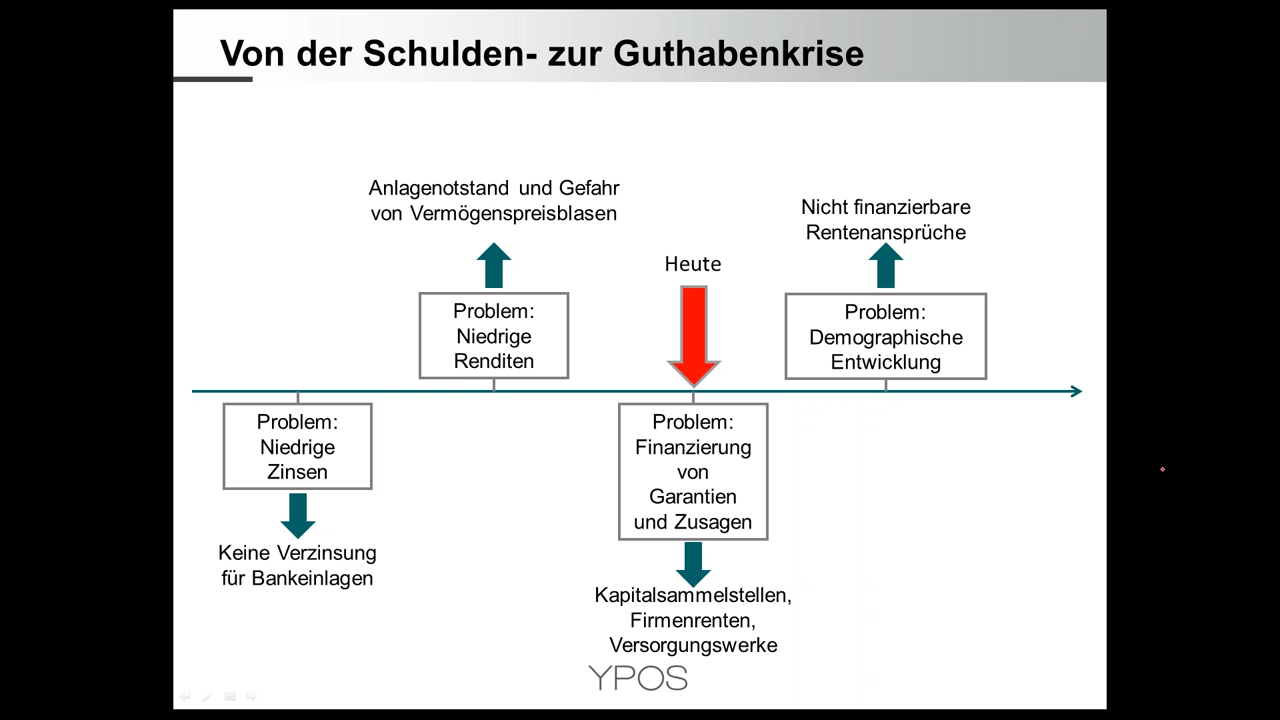 Von der Schulden- zur Guthabenkrise
Anlagenotstand und Gefahr
von Vermögenspreisblasen
Nicht finanzierbare
Rentenansprüche
Heute
Problem:
Niedrige
Renditen
Problem:
Demographische
Entwicklung
Problem:
Niedrige
Zinsen
Problem:
Finanzierung
von
Garantien
und Zusagen
Keine Verzinsung
für Bankeinlagen
Kapitalsammelstellen,
Firmenrenten,
Versorgungswerke
YPOS